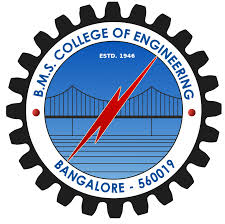 B.M.S. COLLEGE OF ENGINEERING
ESTD. 1946
BANGALORE - 560019